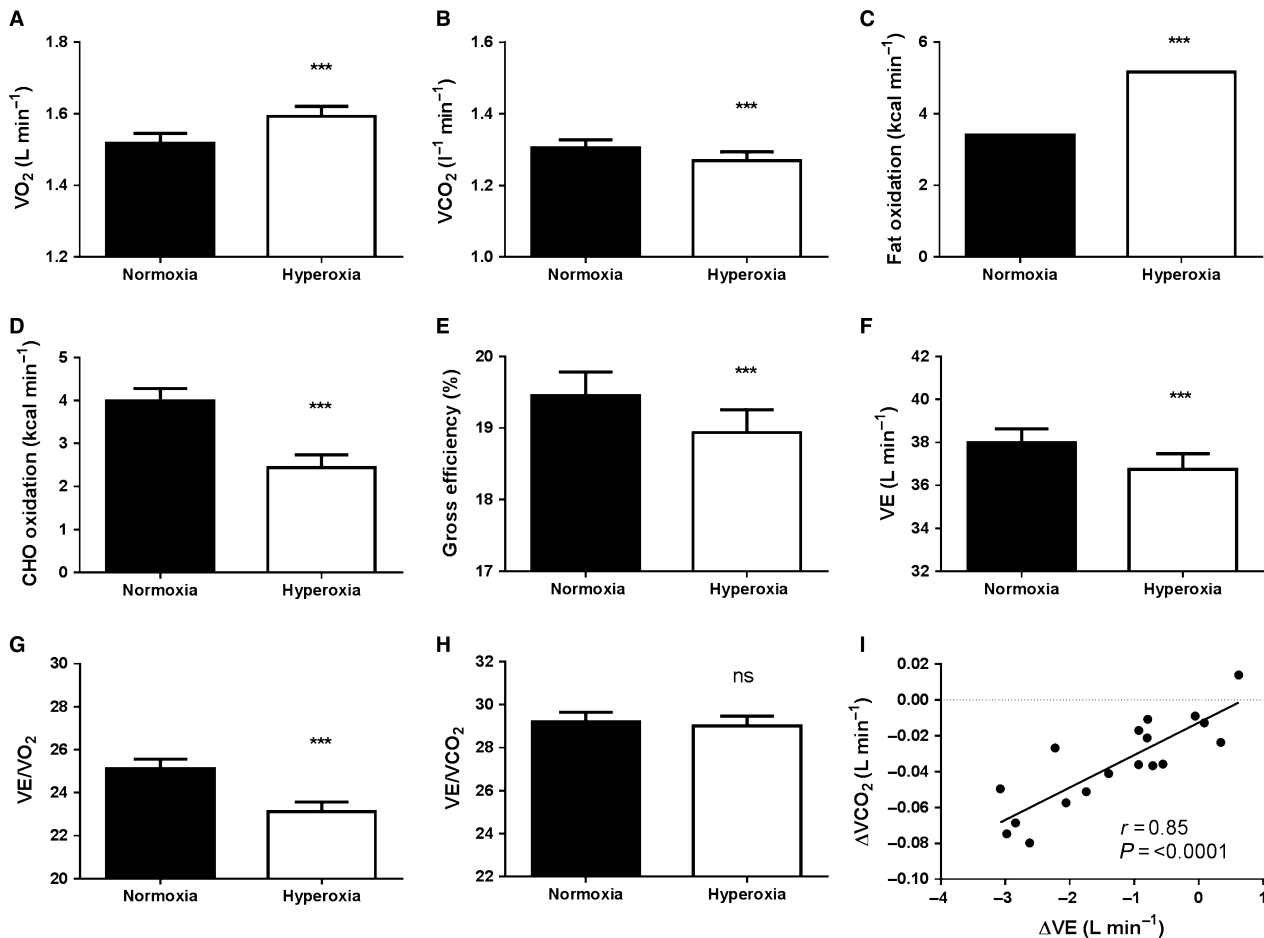 A
VO₂ (L min⁻¹)
1.8
1.6
1.4
1.2
***
Normoxia
Hyperoxia
B
VCO₂ (l⁻¹ min⁻¹)
1.6
1.4
1.2
1.0
***
Normoxia
Hyperoxia
C
Fat oxidation (kcal min⁻¹)
6
4
2
0
***
Normoxia
Hyperoxia
D
CHO oxidation (kcal min⁻¹)
5
4
3
2
1
0
***
Normoxia
Hyperoxia
E
Gross efficiency (%)
20
19
18
17
***
Normoxia
Hyperoxia
F
VE (L min⁻¹)
42
40
38
36
34
32
***
Normoxia
Hyperoxia
G
VE/VO₂
30
28
26
24
22
20
***
Normoxia
Hyperoxia
H
VE/VCO₂
32
30
28
26
24
22
ns
Normoxia
Hyperoxia
I
ΔVCO₂ (L min⁻¹)
0.02
0.00
−0.02
−0.04
−0.06
−0.08
−0.10
r = 0.85
P = <0.0001
−4 −3 −2 −1 0 1
ΔVE (L min⁻¹)